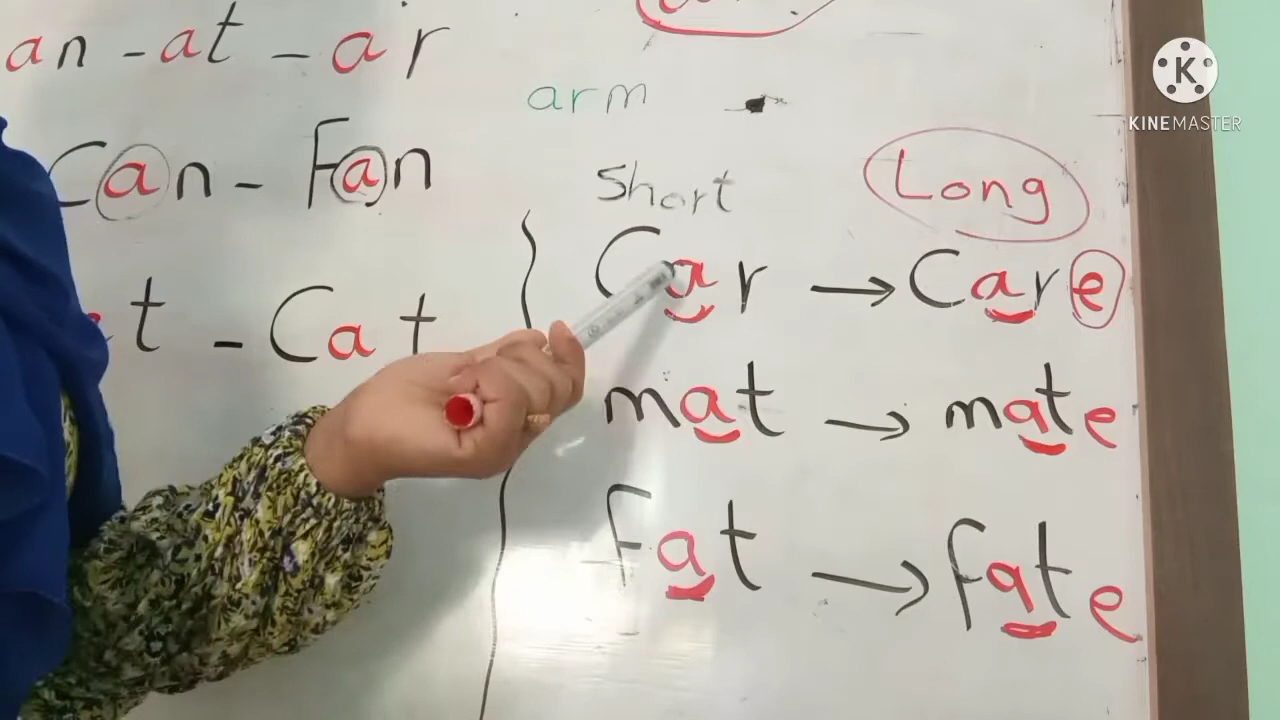 an - at - ar
arm
Can - Fan
Short Long
Car → Care
t - Cat
mat → mate
Fat → fate
K
KINEMASTER